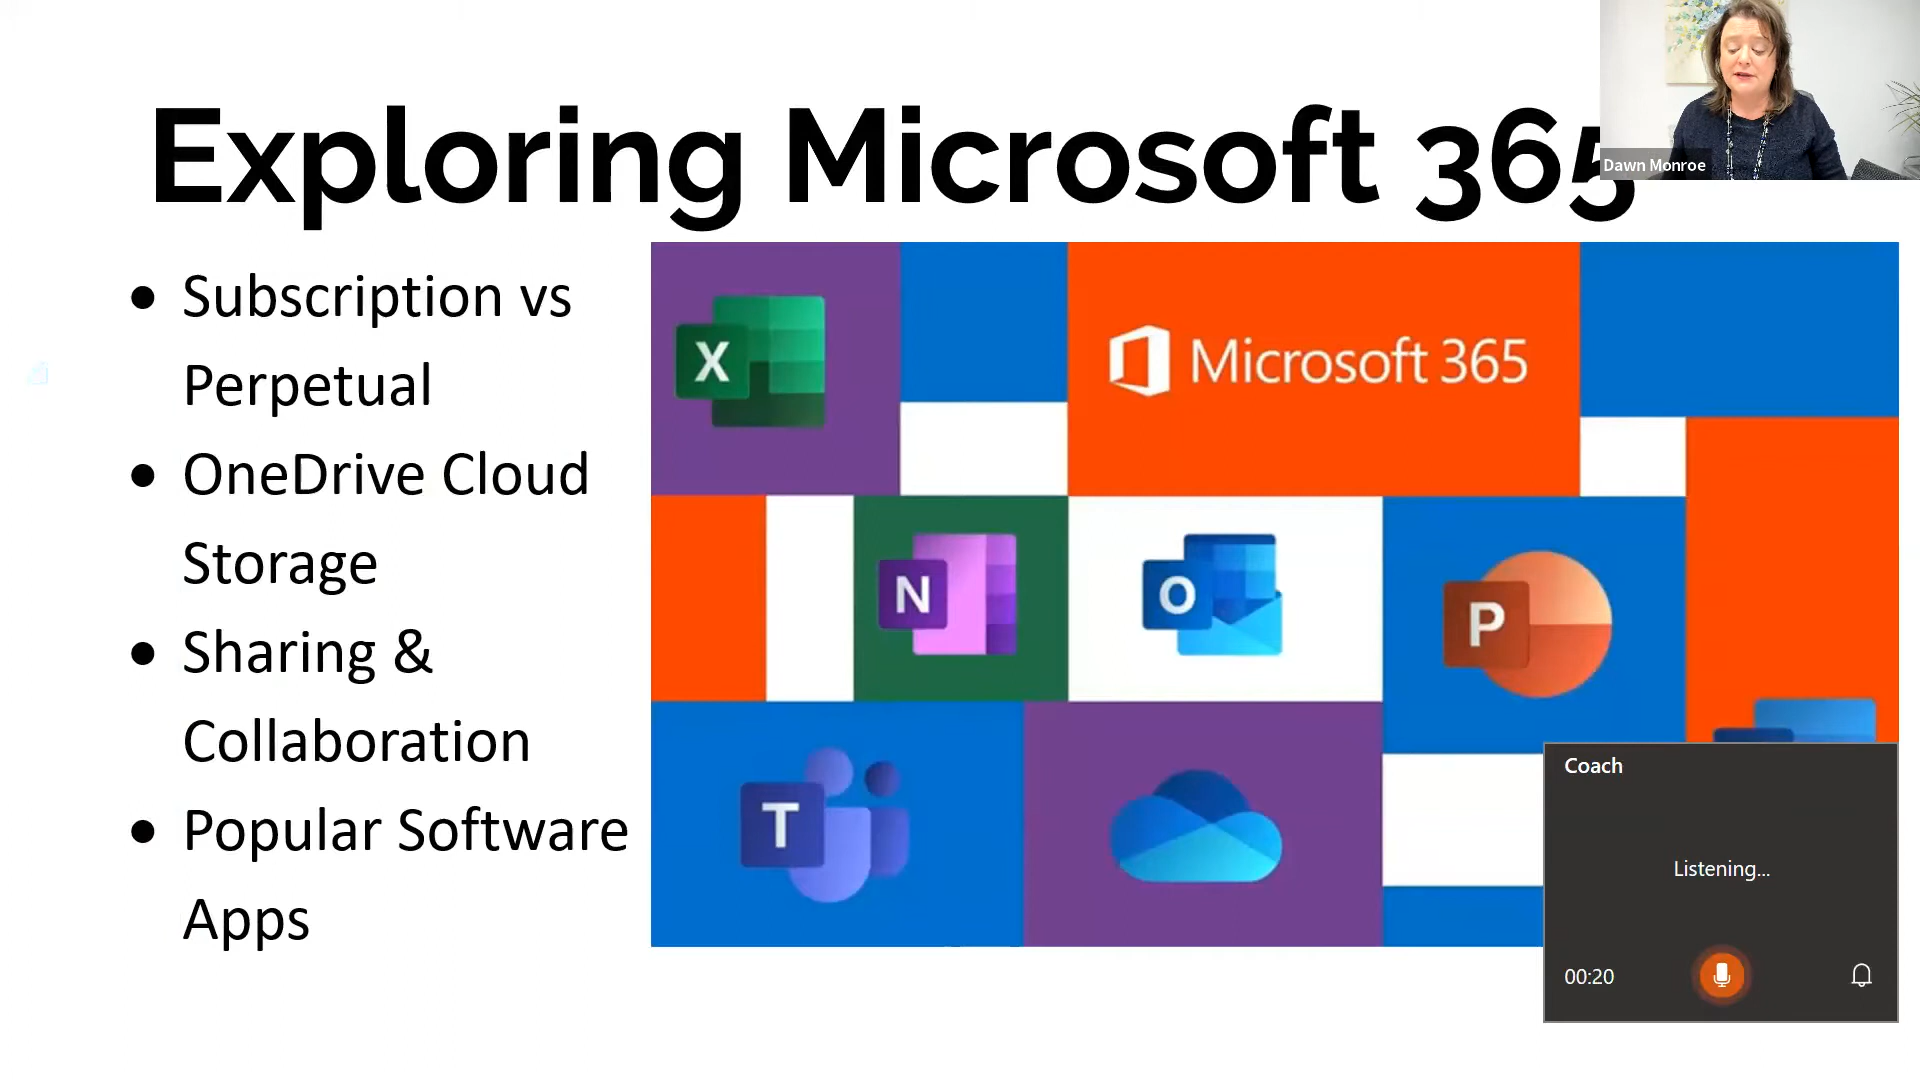 Exploring Microsoft 365
Dawn Monroe
• Subscription vs
Perpetual
• OneDrive Cloud
Storage
• Sharing &
Collaboration
• Popular Software
Apps
X
Microsoft 365
N
O
P
T
Coach
Listening...
00:20